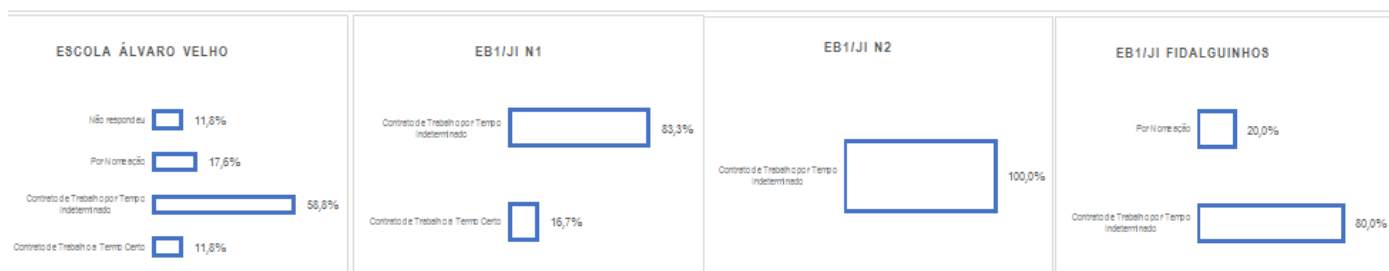 ESCOLA ÁLVARO VELHO
Não respondeu
11,8%
Por Nomeação
17,6%
Contrato de Trabalho por Tempo
Indeterminado
58,8%
Contrato de Trabalho a Termo Certo
11,8%
EB1/JI N1
Contrato de Trabalho por Tempo
Indeterminado
83,3%
Contrato de Trabalho a Termo Certo
16,7%
EB1/JI N2
Contrato de Trabalho por Tempo
Indeterminado
100,0%
EB1/JI FIDALGUINHOS
Por Nomeação
20,0%
Contrato de Trabalho por Tempo
Indeterminado
80,0%